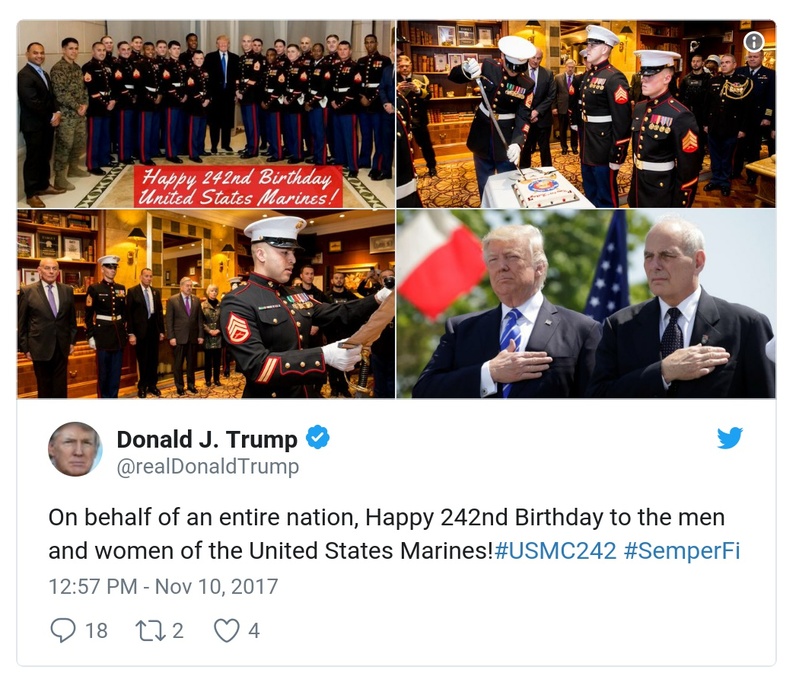 Happy 242nd Birthday
United States Marines!
Donald J. Trump
@realDonaldTrump
On behalf of an entire nation, Happy 242nd Birthday to the men
and women of the United States Marines!#USMC242 #SemperFi
12:57 PM - Nov 10, 2017
18 2 4